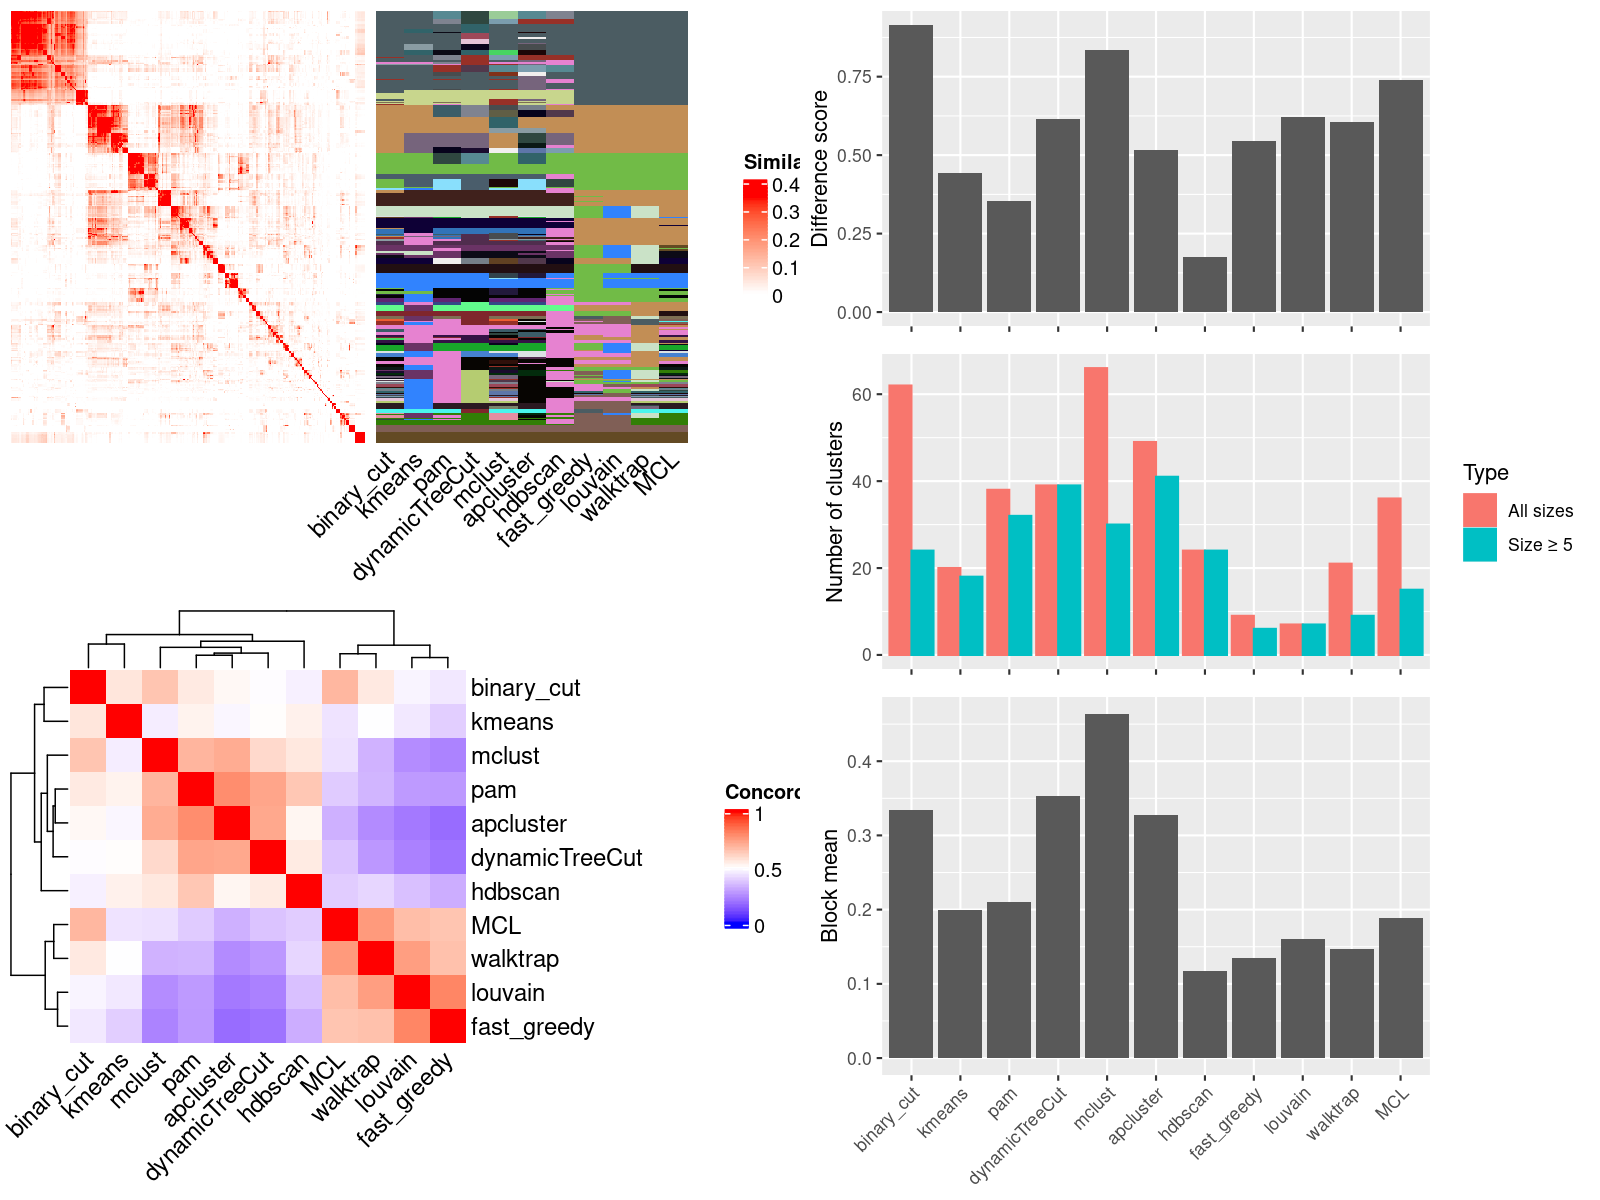 Simila
0.4
0.3
0.2
0.1
0
binary_cut
kmeans
pam
dynamicTreeCut
mclust
apcluster
hdbscan
fast_greedy
louvain
walktrap
MCL
binary_cut
kmeans
mclust
pam
apcluster
dynamicTreeCut
hdbscan
MCL
walktrap
louvain
fast_greedy
binary_cut
kmeans
mclust
pam
apcluster
dynamicTreeCut
hdbscan
MCL
walktrap
louvain
fast_greedy
Concord
1
0.5
0
Difference score
0.75
0.50
0.25
0.00
Number of clusters
60
40
20
0
Type
All sizes
Size ≥ 5
Block mean
0.4
0.3
0.2
0.1
0.0
binary_cut
kmeans
pam
dynamicTreeCut
mclust
apcluster
hdbscan
fast_greedy
louvain
walktrap
MCL